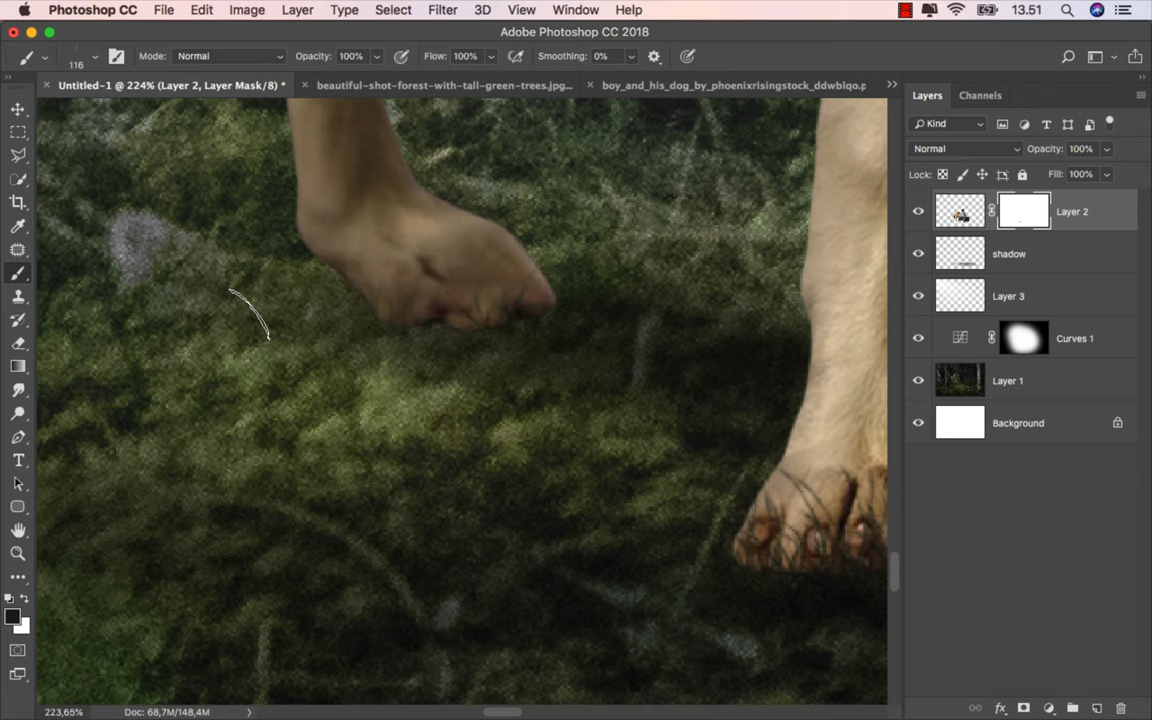 Photoshop CC File Edit Image Layer Type Select Filter 3D View Window Help 13.51
Adobe Photoshop CC 2018
116 Mode: Normal Opacity: 100% Flow: 100% Smoothing: 0%
Untitled-1 @ 224% (Layer 2, Layer Mask/8) * beautiful-shot-forest-with-tall-green-trees.jpg... boy_and_his_dog_by_phoenixrisingstock_ddwblqo.p
Layers Channels
Kind
Normal Opacity: 100%
Lock: Fill: 100%
Layer 2
shadow
Layer 3
Curves 1
Layer 1
Background
223,65% Doc: 68,7M/148,4M